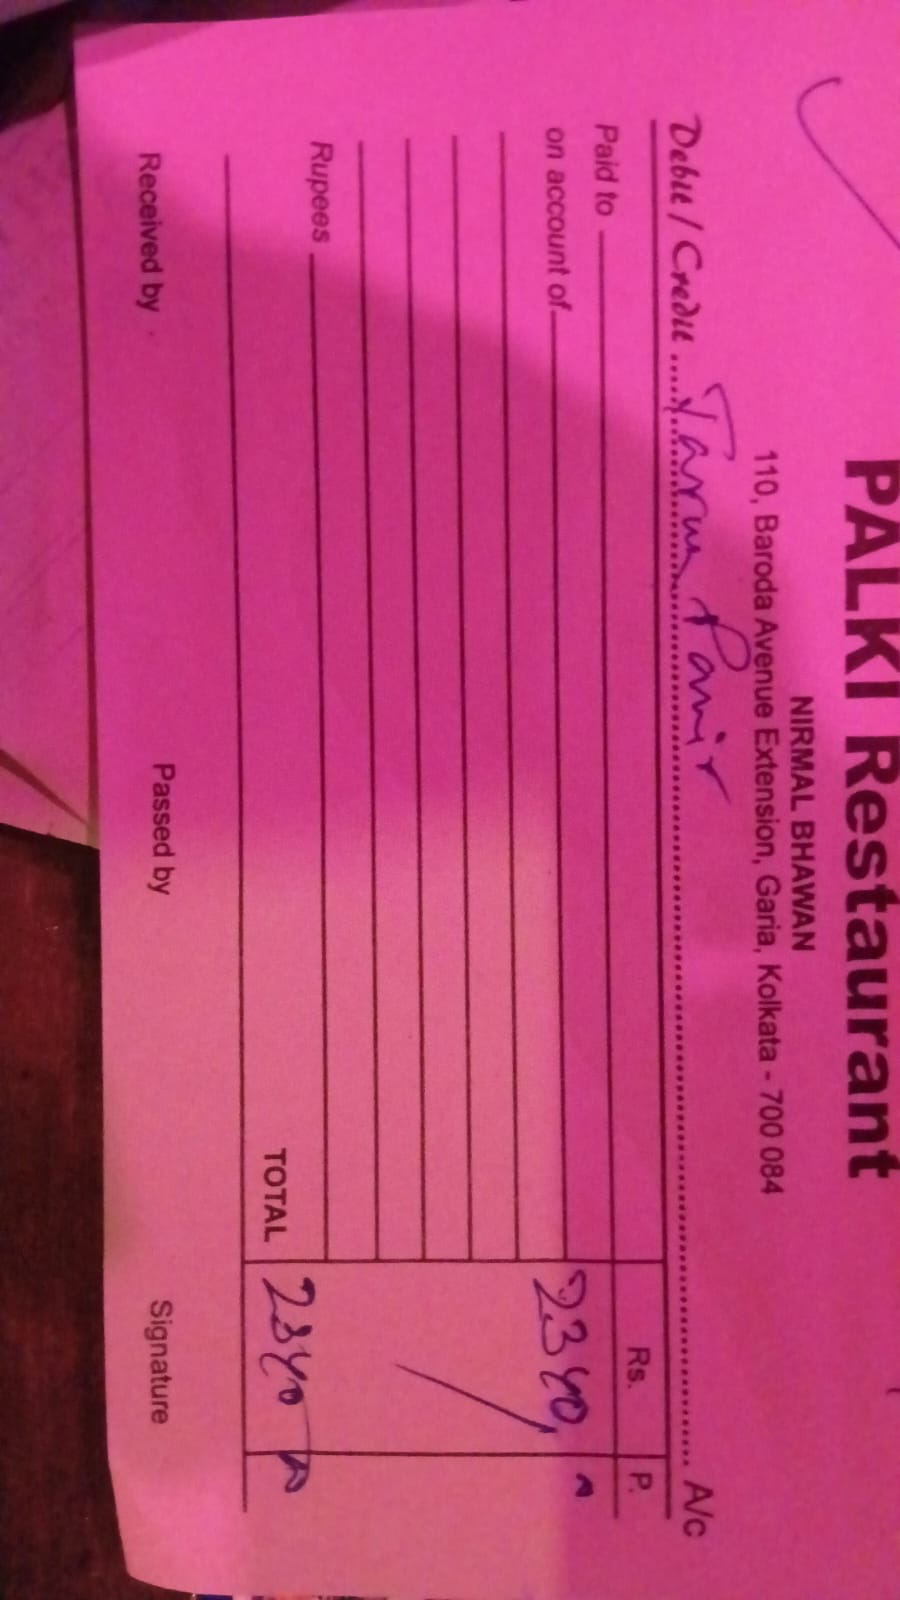 PALKI Restaurant
NIRMAL BHAWAN
110, Baroda Avenue Extension, Garia, Kolkata - 700 084
Debit / Credit ..... Tarun ..... A/c
Rs. P.
Paid to
on account of 2340
Rupees
TOTAL 2340
Received by Passed by Signature